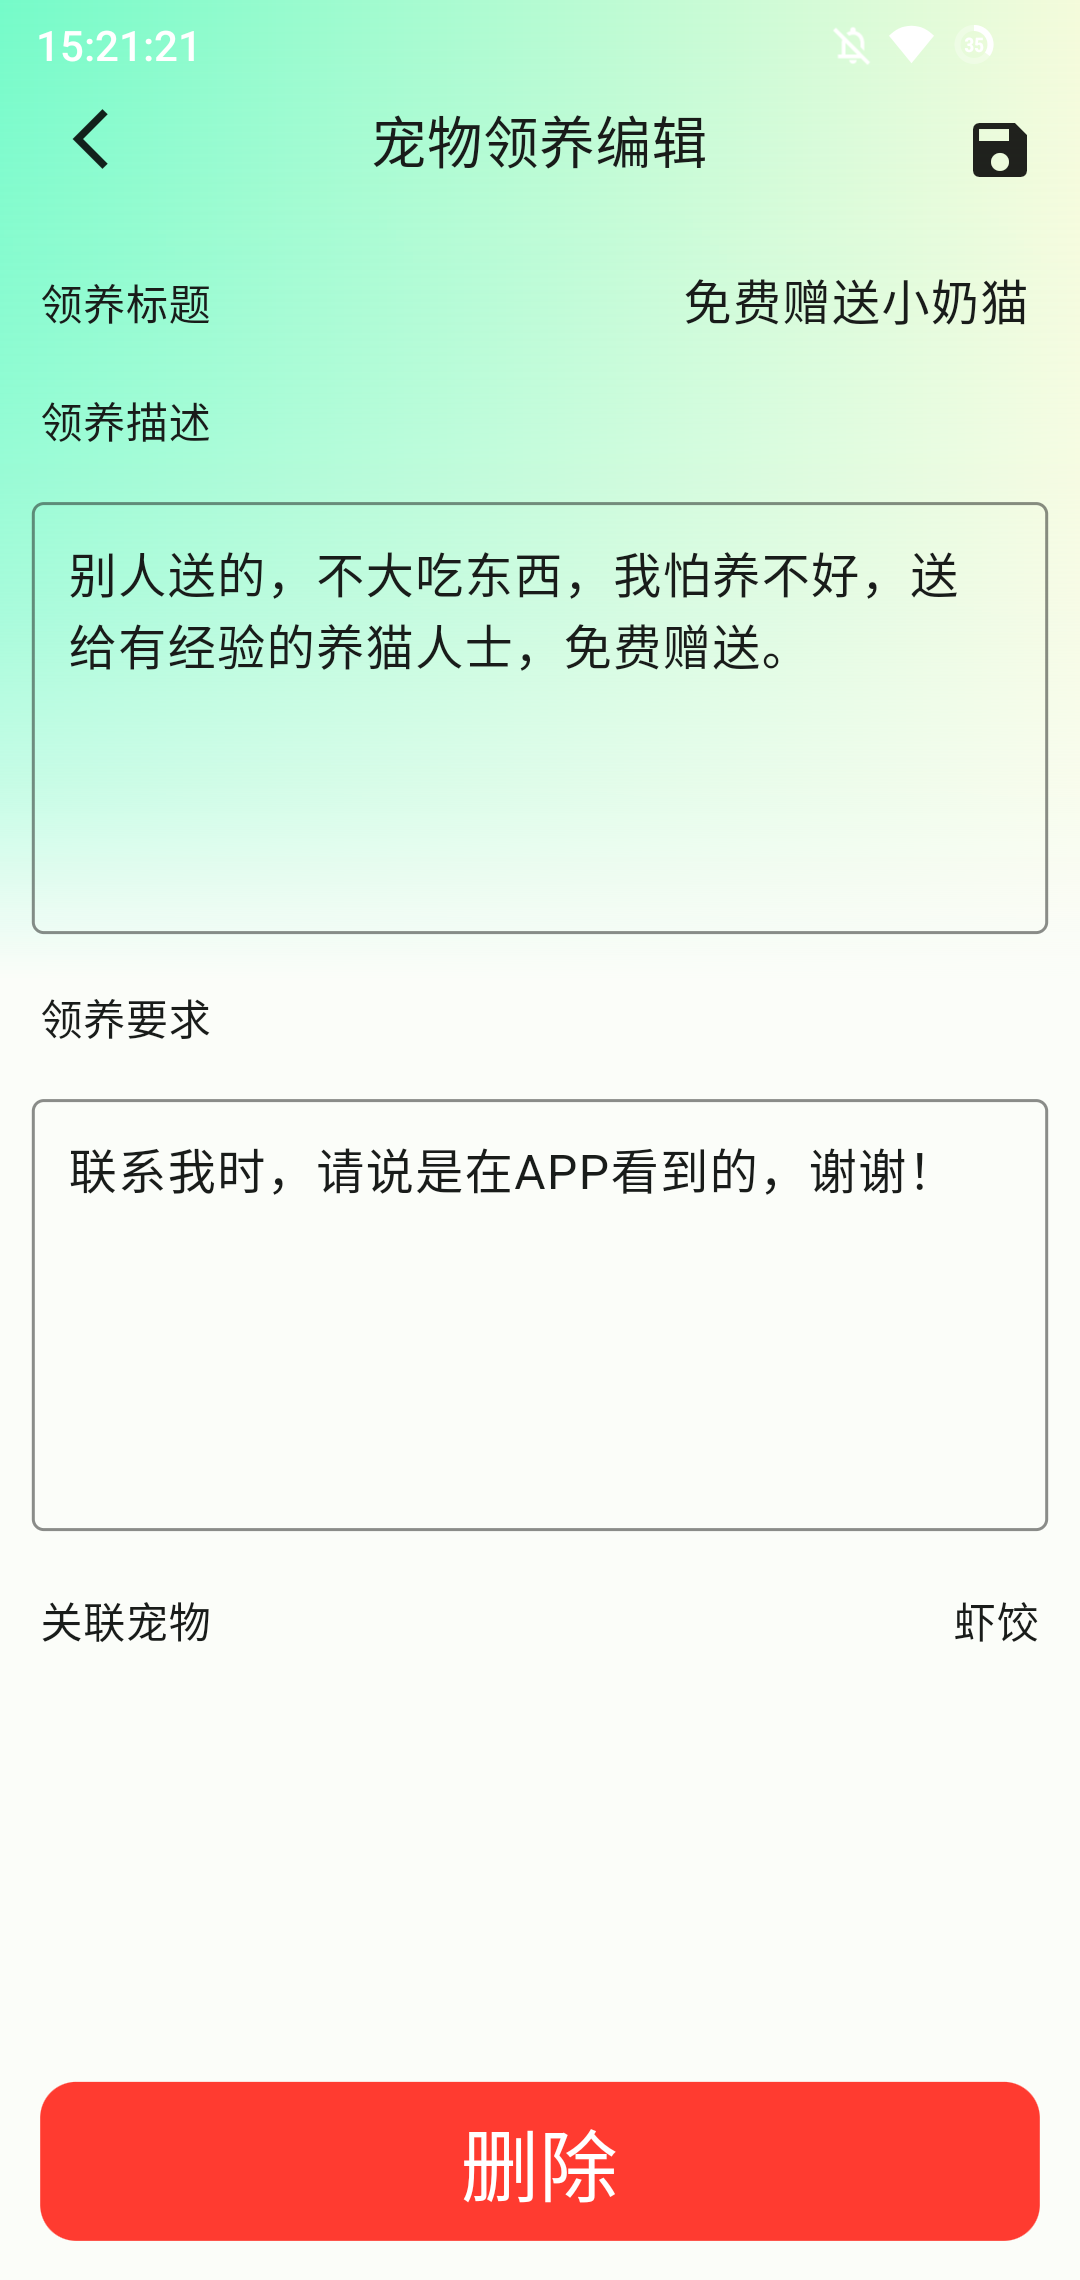 15:21:21
35
宠物领养编辑
领养标题
免费赠送小奶猫
领养描述
别人送的，不大吃东西，我怕养不好，送
给有经验的养猫人士，免费赠送。
领养要求
联系我时，请说是在APP看到的，谢谢！
关联宠物
虾饺
删除